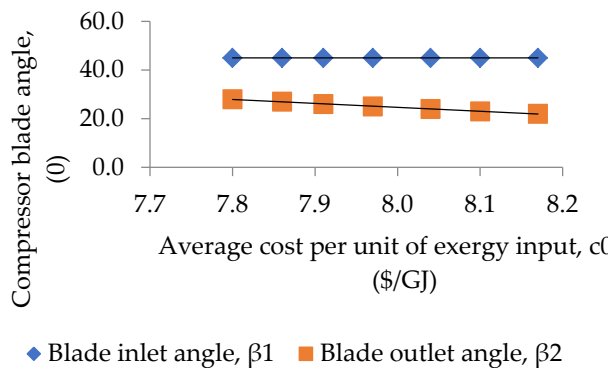 Compressor blade angle,
(0)
60.0
40.0
20.0
0.0
7.7 7.8 7.9 8.0 8.1 8.2
Average cost per unit of exergy input, c0
($/GJ)
Blade inlet angle, β1 Blade outlet angle, β2